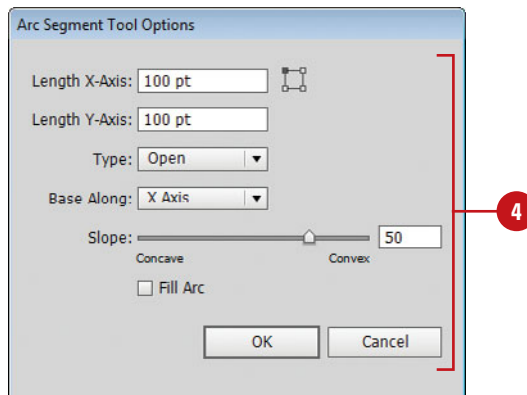 Arc Segment Tool Options
Length X-Axis: 100 pt
Length Y-Axis: 100 pt
Type: Open
Base Along: X Axis
Slope: 50
Concave Convex
Fill Arc
OK Cancel
4